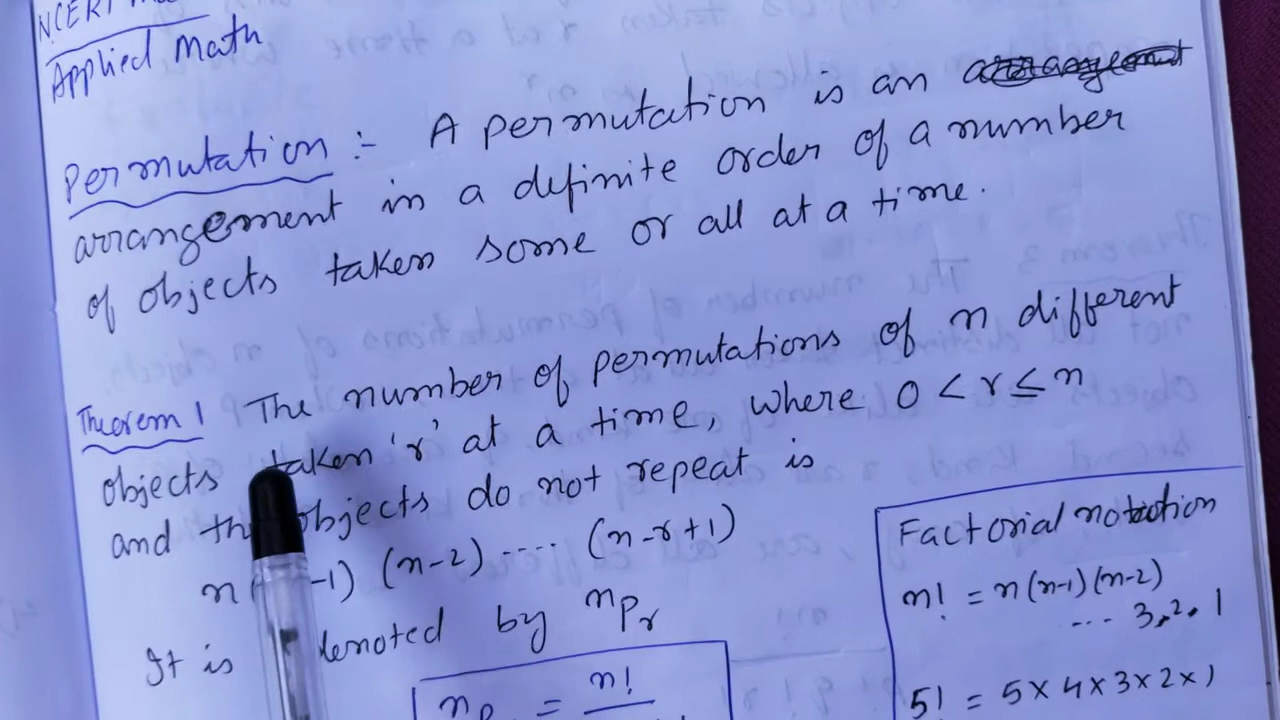 NCERT
Applied Math
Permutation :- A permutation is an
arrangement in a definite order of a number
of objects taken some or all at a time.
Theorem 1 The number of permutations of n different
objects taken 'r' at a time, where 0 < r ≤ n
and th objects do not repeat is
n( -1) (n-2) .... (n-r+1)
It is denoted by nPr
nP = n!
Factorial notation
n! = n(n-1)(n-2)
... 3.2.1
5! = 5×4×3×2×1